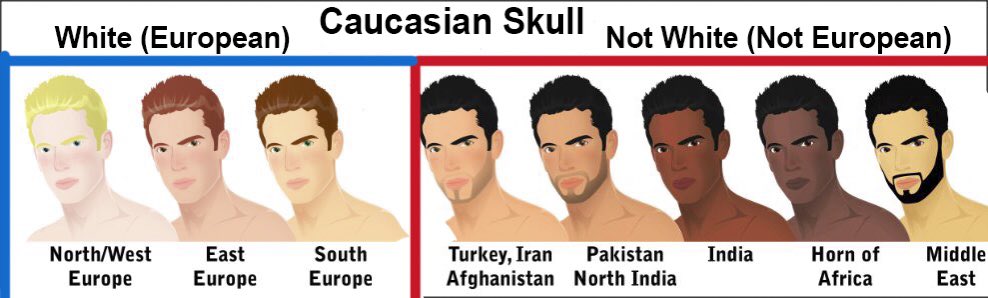 Caucasian Skull
White (European)
Not White (Not European)
North/West
Europe
East
Europe
South
Europe
Turkey, Iran
Afghanistan
Pakistan
North India
India
Horn of
Africa
Middle
East